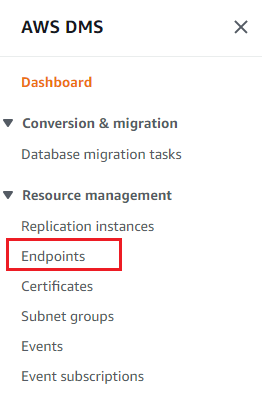 AWS DMS
Dashboard
Conversion & migration
Database migration tasks
Resource management
Replication instances
Endpoints
Certificates
Subnet groups
Events
Event subscriptions